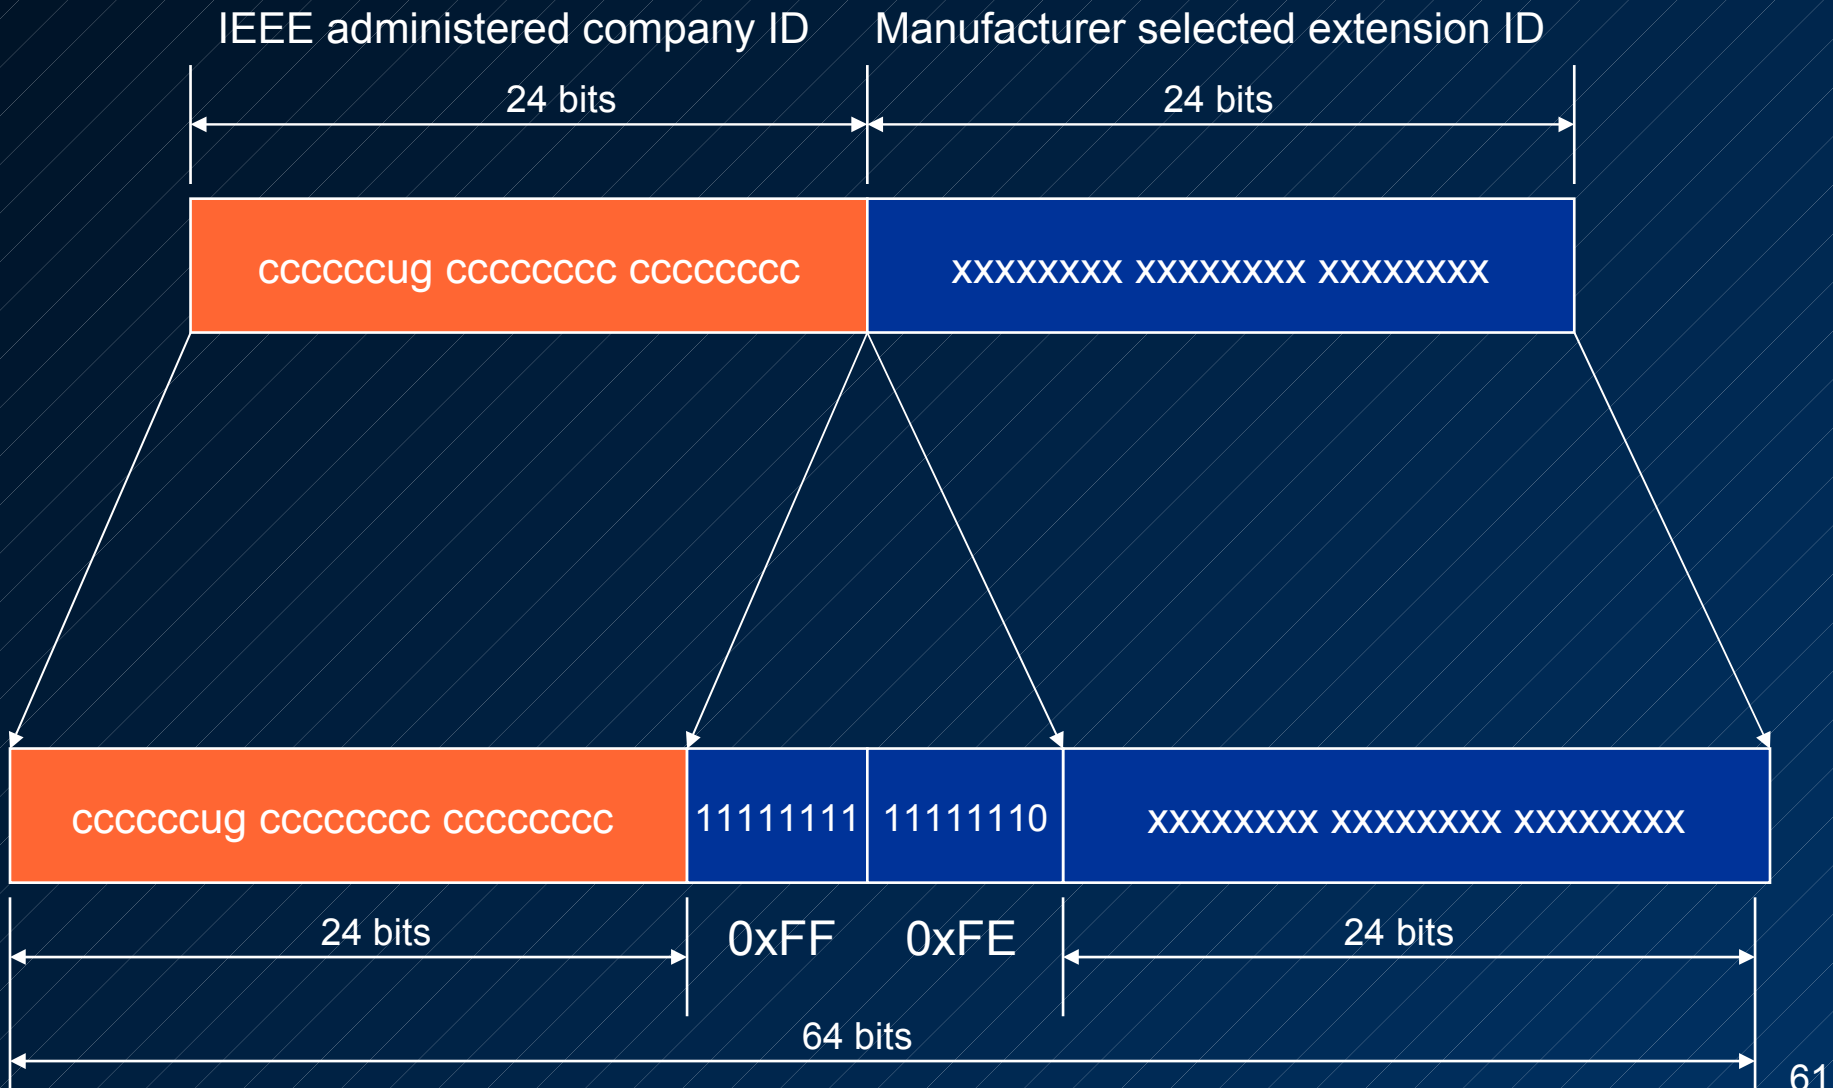 IEEE administered company ID Manufacturer selected extension ID
24 bits 24 bits
ccccccug cccccccc cccccccc xxxxxxxx xxxxxxxx xxxxxxxx
ccccccug cccccccc cccccccc 11111111 11111110 xxxxxxxx xxxxxxxx xxxxxxxx
24 bits 0xFF 0xFE 24 bits
64 bits
61